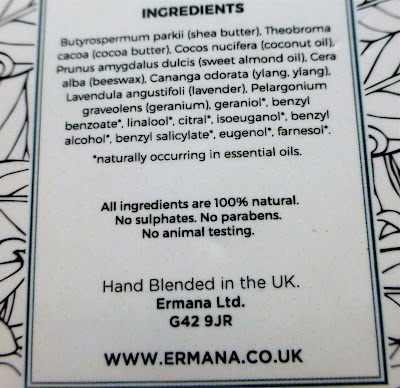 INGREDIENTS
Butyrospermum parkii (shea butter), Theobroma
cacoa (cocoa butter), Cocos nucifera (coconut oil),
Prunus amygdalus dulcis (sweet almond oil), Cera
alba (beeswax), Cananga odorata (ylang, ylang),
Lavendula angustifoli (lavender), Pelargonium
graveolens (geranium), geraniol*, benzyl
benzoate*, linalool*, citral*, isoeuganol*, benzyl
alcohol*, benzyl salicylate*, eugenol*, farnesol*.
*naturally occurring in essential oils.
All ingredients are 100% natural.
No sulphates. No parabens.
No animal testing.
Hand Blended in the UK.
Ermana Ltd.
G42 9JR
WWW.ERMANA.CO.UK